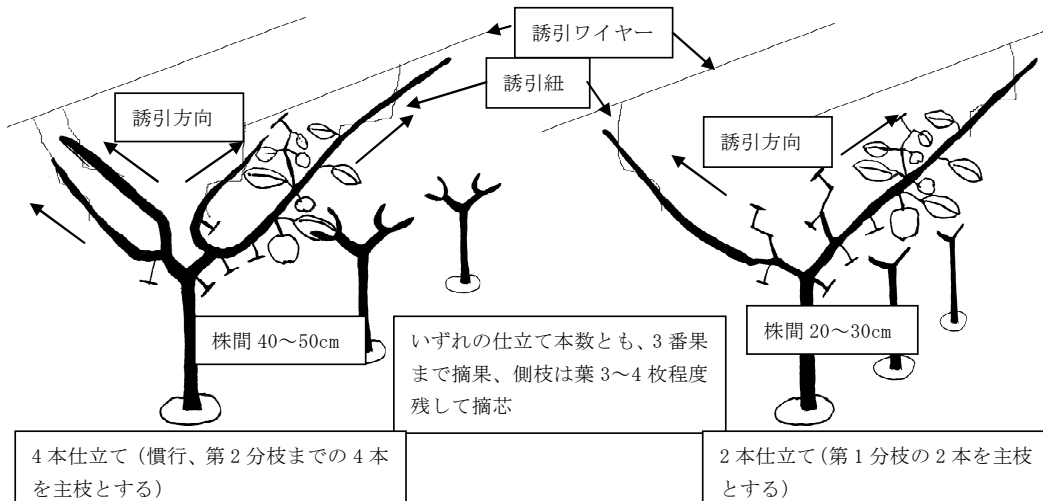 誘引ワイヤー
誘引紐
誘引方向
誘引方向
株間 40～50cm
いずれの仕立て本数とも、3 番果
まで摘果、側枝は葉 3～4 枚程度
残して摘芯
株間 20～30cm
4 本仕立て（慣行、第 2 分枝までの 4 本
を主枝とする）
2 本仕立て（第 1 分枝の 2 本を主枝
とする）